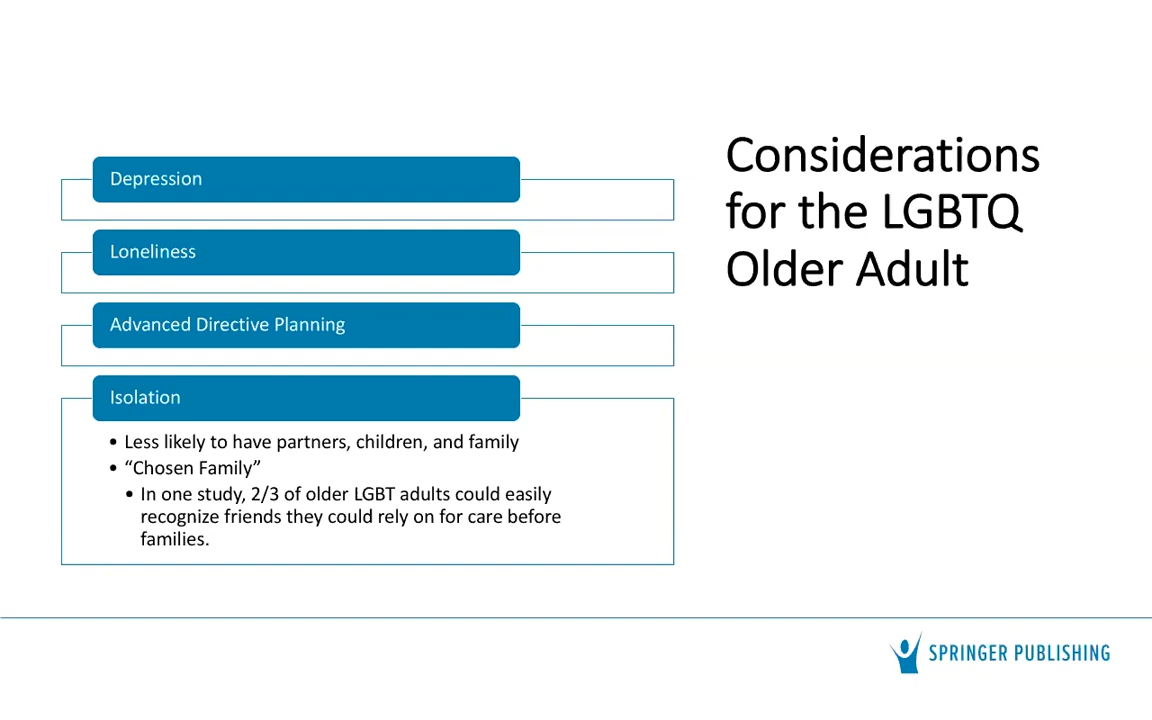 Considerations
for the LGBTQ
Older Adult
Depression
Loneliness
Advanced Directive Planning
Isolation
• Less likely to have partners, children, and family
• “Chosen Family”
• In one study, 2/3 of older LGBT adults could easily
recognize friends they could rely on for care before
families.
SPRINGER PUBLISHING